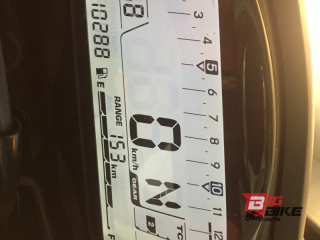 3 4 5 6 7 8 9 10 11 12
0 N
km/h
GEAR
TC
2
RANGE 153 km
E F
10288
BIG
BIKE